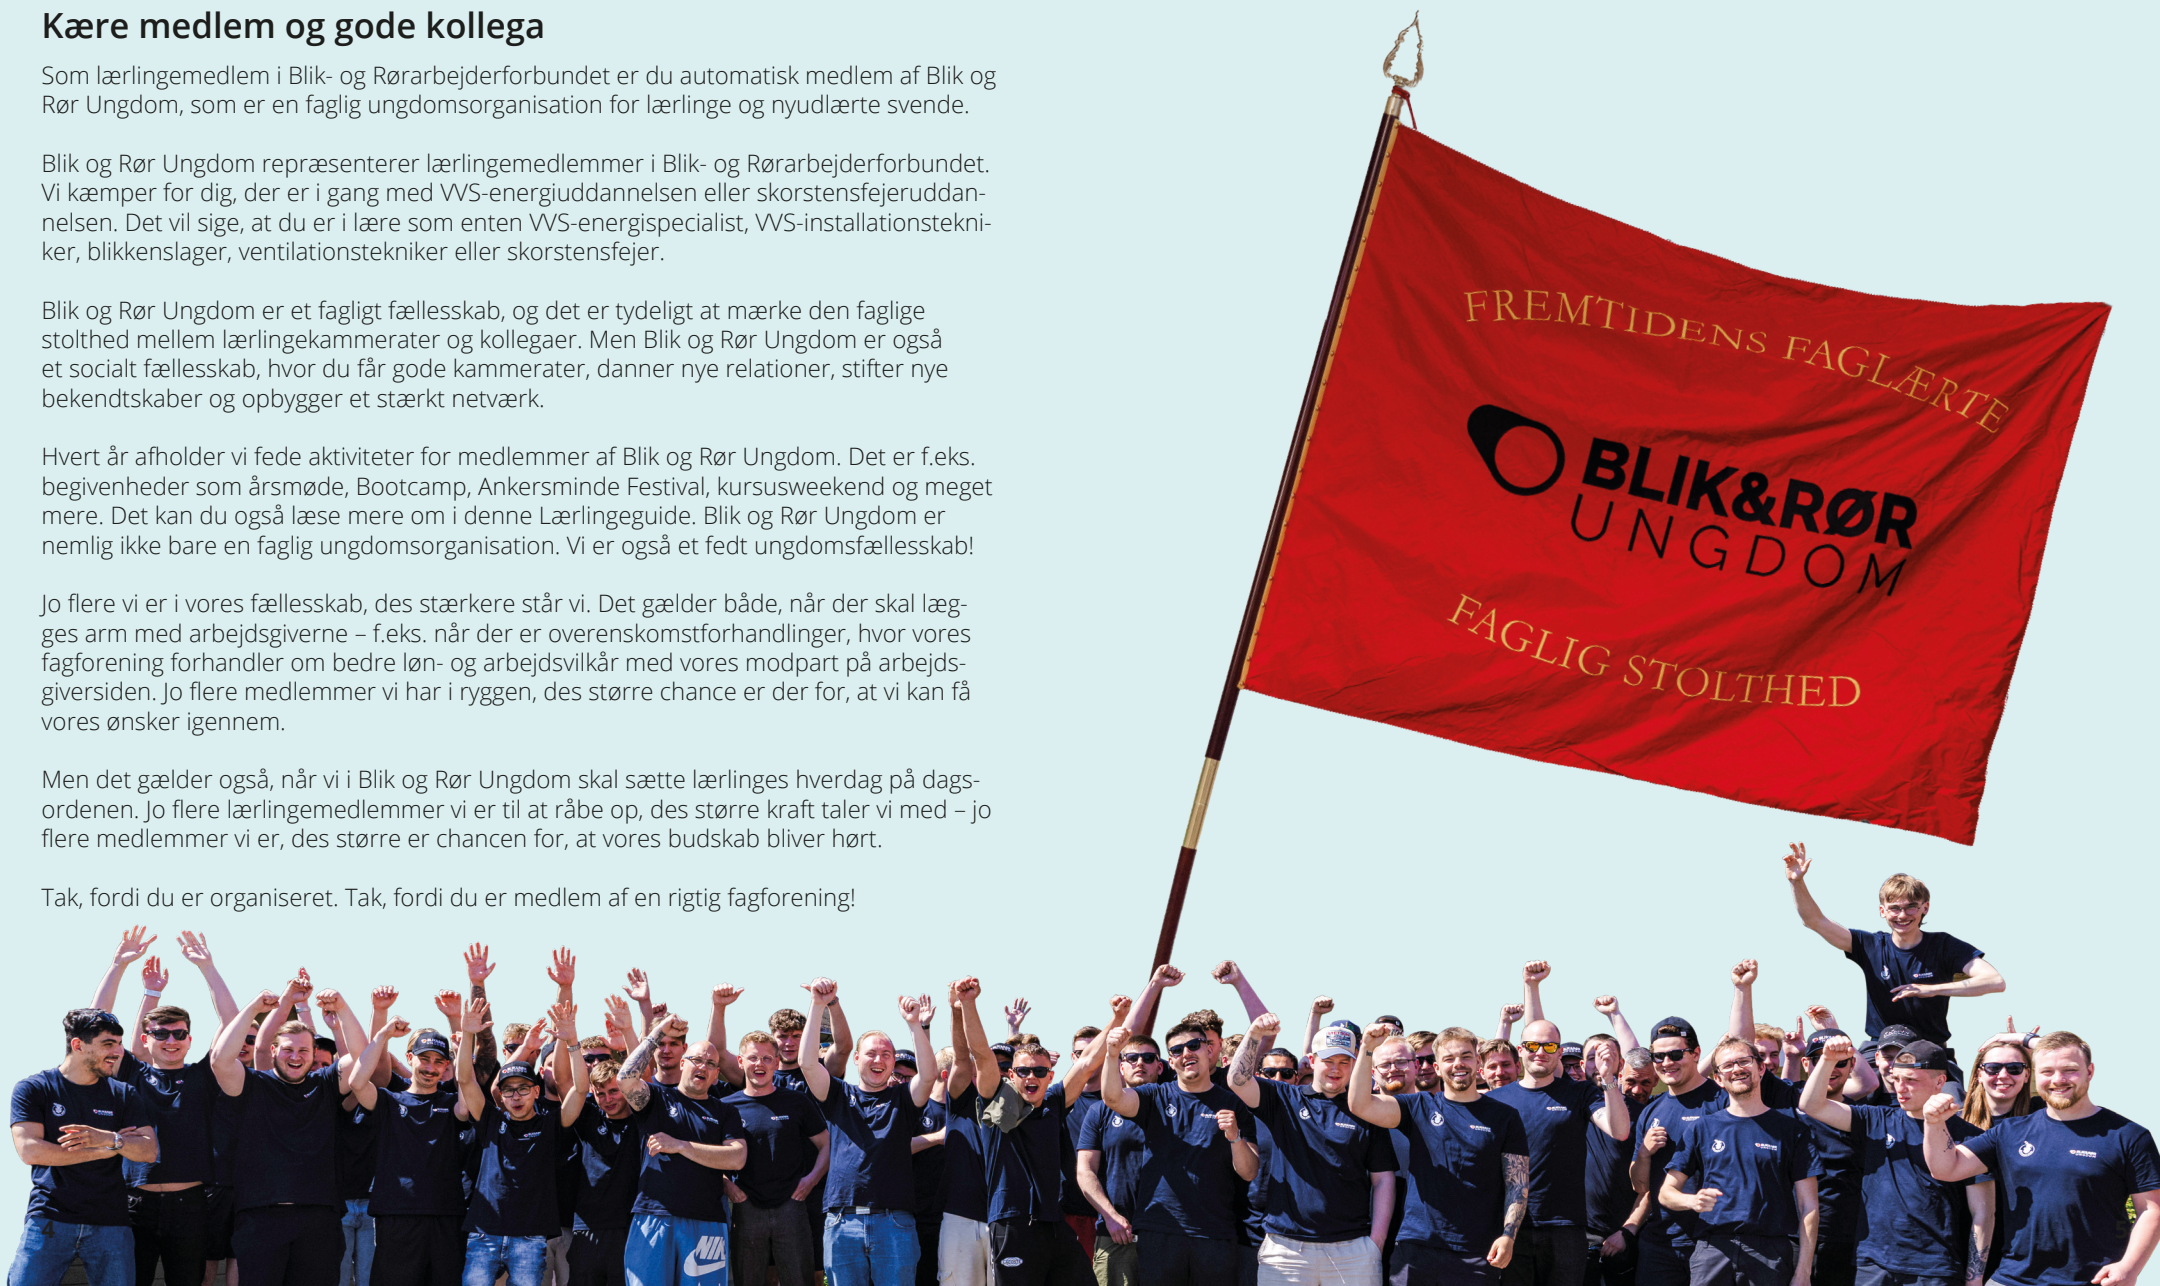 Kære medlem og gode kollega
Som lærlingemedlem i Blik- og Rørarbejderforbundet er du automatisk medlem af Blik og
Rør Ungdom, som er en faglig ungdomsorganisation for lærlinge og nyudlærte svende.
Blik og Rør Ungdom repræsenterer lærlingemedlemmer i Blik- og Rørarbejderforbundet.
Vi kæmper for dig, der er i gang med VVS-energiuddannelsen eller skorstensfejeruddan-
nelsen. Det vil sige, at du er i lære som enten VVS-energispecialist, VVS-installationstekni-
ker, blikkenslager, ventilationstekniker eller skorstensfejer.
Blik og Rør Ungdom er et fagligt fællesskab, og det er tydeligt at mærke den faglige
stolthed mellem lærlingekammerater og kollegaer. Men Blik og Rør Ungdom er også
et socialt fællesskab, hvor du får gode kammerater, danner nye relationer, stifter nye
bekendtskaber og opbygger et stærkt netværk.
Hvert år afholder vi fede aktiviteter for medlemmer af Blik og Rør Ungdom. Det er f.eks.
begivenheder som årsmøde, Bootcamp, Ankersminde Festival, kursusweekend og meget
mere. Det kan du også læse mere om i denne Lærlingeguide. Blik og Rør Ungdom er
nemlig ikke bare en faglig ungdomsorganisation. Vi er også et fedt ungdomsfællesskab!
Jo flere vi er i vores fællesskab, des stærkere står vi. Det gælder både, når der skal læg-
ges arm med arbejdsgiverne – f.eks. når der er overenskomstforhandlinger, hvor vores
fagforening forhandler om bedre løn- og arbejdsvilkår med vores modpart på arbejds-
giversiden. Jo flere medlemmer vi har i ryggen, des større chance er der for, at vi kan få
vores ønsker igennem.
Men det gælder også, når vi i Blik og Rør Ungdom skal sætte lærlinges hverdag på dags-
ordenen. Jo flere lærlingemedlemmer vi er til at råbe op, des større kraft taler vi med – jo
flere medlemmer vi er, des større er chancen for, at vores budskab bliver hørt.
Tak, fordi du er organiseret. Tak, fordi du er medlem af en rigtig fagforening!
FREMTIDENS FAGLÆRTE
BLIK&RØR
UNGDOM
FAGLIG STOLTHED
4
5